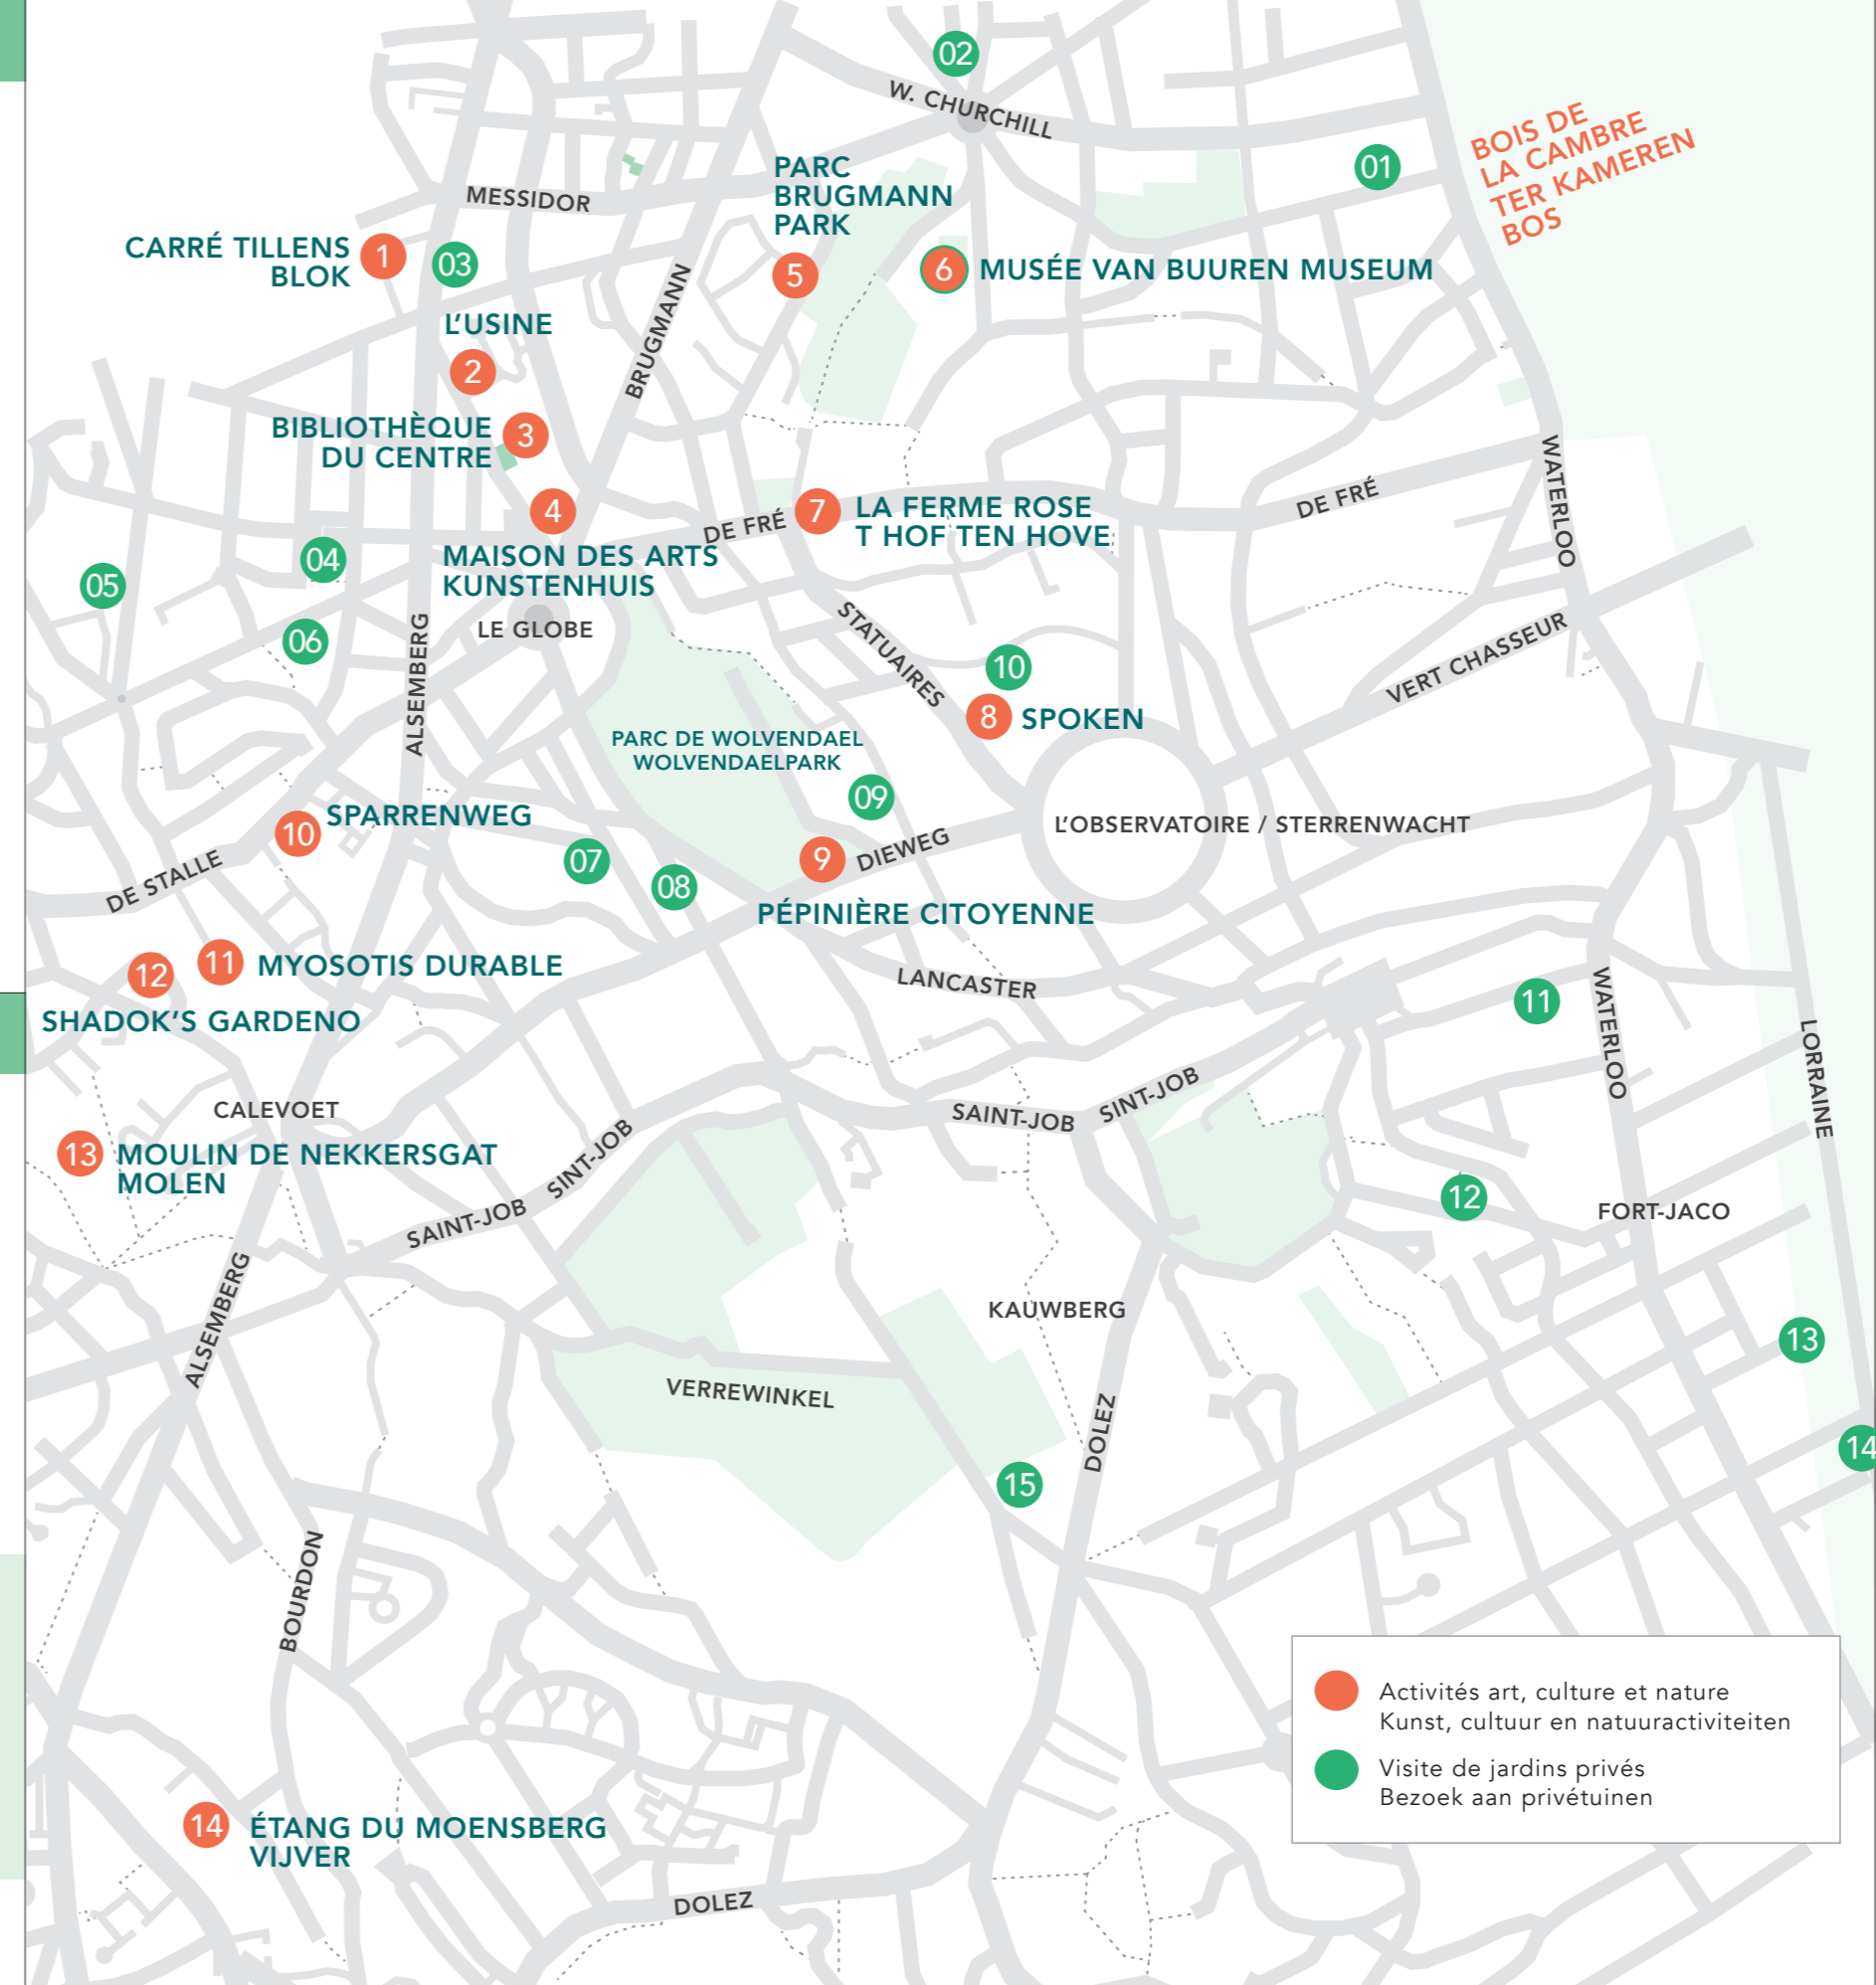 02
W. CHURCHILL
BOIS DE
LA CAMBRE
TER KAMEREN
BOS
01
PARC
BRUGMANN
PARK
MESSIDOR
CARRÉ TILLENS
BLOK
1
03
5
6
MUSÉE VAN BUUREN MUSEUM
L'USINE
2
BRUGMANN
BIBLIOTHÈQUE
DU CENTRE
3
4
MAISON DES ARTS
KUNSTENHUIS
DE FRÉ
7
LA FERME ROSE
T HOF TEN HOVE
DE FRÉ
WATERLOO
04
05
06
LE GLOBE
ALSEMBERG
STATUAIRES
10
8
SPOKEN
VERT CHASSEUR
PARC DE WOLVENDAEL
WOLVENDAELPARK
09
SPARRENWEG
10
07
08
9
DIEWEG
L'OBSERVATOIRE / STERRENWACHT
DE STALLE
PÉPINIÈRE CITOYENNE
12
11
MYOSOTIS DURABLE
SHADOK'S GARDENO
LANCASTER
11
WATERLOO
LORRAINE
CALEVOET
13
MOULIN DE NEKKERSGAT
MOLEN
SAINT-JOB
SINT-JOB
SAINT-JOB
SINT-JOB
12
FORT-JACO
ALSEMBERG
KAUWBERG
13
VERREWINKEL
DOLEZ
14
15
BOURDON
Activités art, culture et nature
Kunst, cultuur en natuuractiviteiten
Visite de jardins privés
Bezoek aan privétuinen
14
ÉTANG DU MOENSBERG
VIJVER
DOLEZ